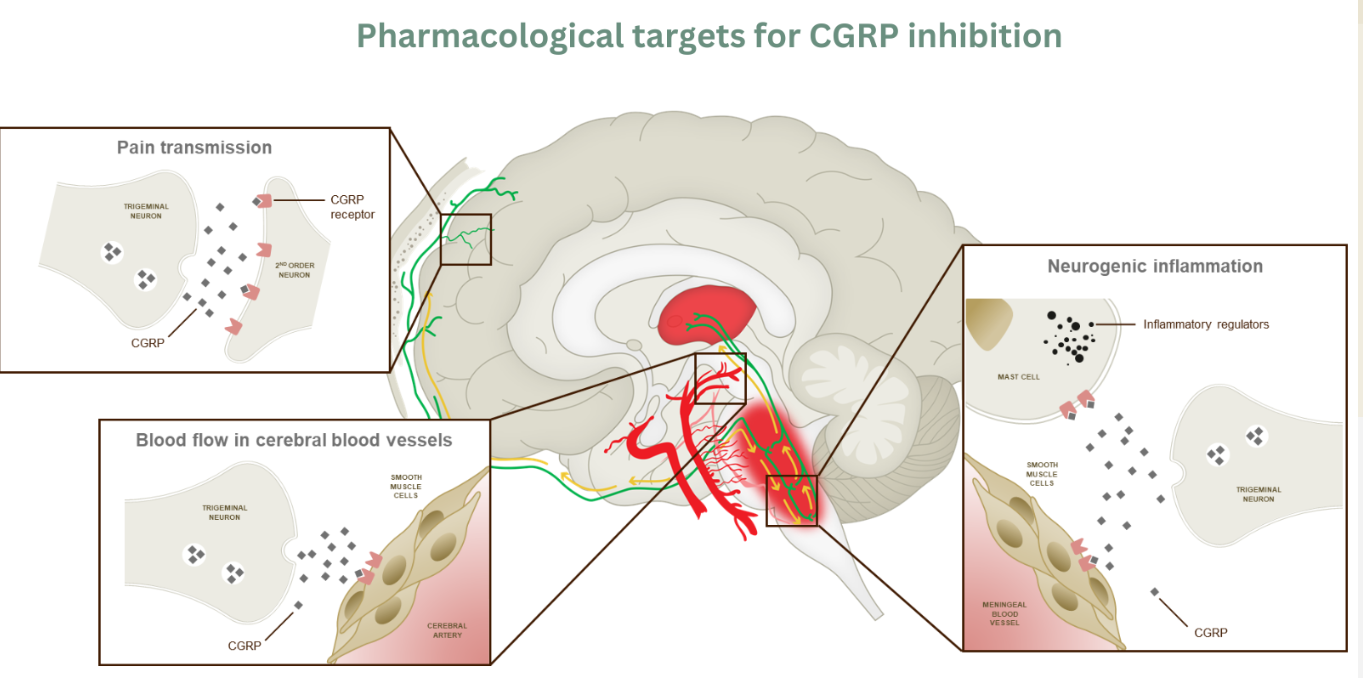 Pharmacological targets for CGRP inhibition
Pain transmission
TRIGEMINAL
NEURON
CGRP
receptor
2ND ORDER
NEURON
CGRP
Blood flow in cerebral blood vessels
SMOOTH
MUSCLE
CELLS
TRIGEMINAL
NEURON
CEREBRAL
ARTERY
CGRP
Neurogenic inflammation
Inflammatory regulators
MAST CELL
SMOOTH
MUSCLE
CELLS
TRIGEMINAL
NEURON
MENINGEAL
BLOOD
VESSEL
CGRP